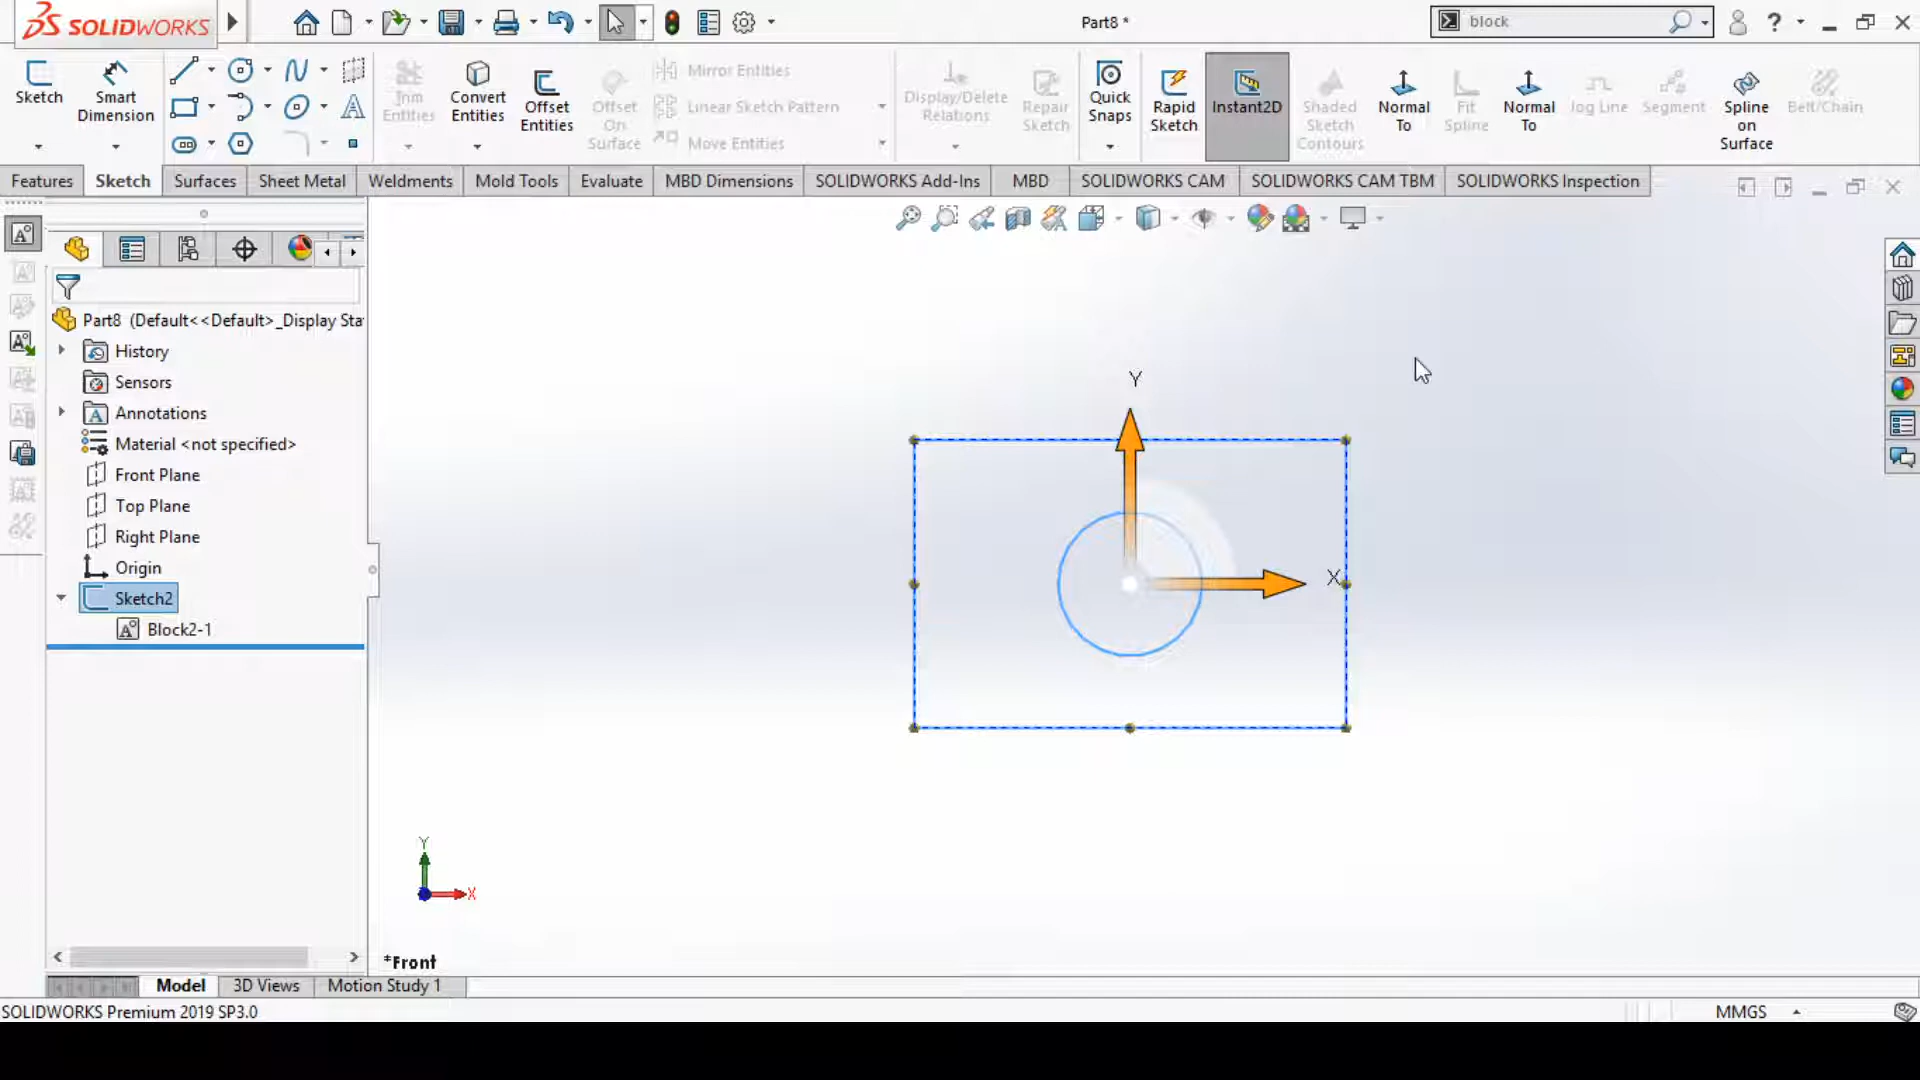 SOLIDWORKS
Part8 *
block
?
Sketch
Smart
Dimension
Trim
Entities
Convert
Entities
Offset
Entities
Offset
On
Surface
Mirror Entities
Linear Sketch Pattern
Move Entities
Display/Delete
Relations
Repair
Sketch
Quick
Snaps
Rapid
Sketch
Instant2D
Shaded
Sketch
Contours
Normal
To
Fit
Spline
Normal
To
Jog Line
Segment
Spline
on
Surface
Belt/Chain
Features
Sketch
Surfaces
Sheet Metal
Weldments
Mold Tools
Evaluate
MBD Dimensions
SOLIDWORKS Add-Ins
MBD
SOLIDWORKS CAM
SOLIDWORKS CAM TBM
SOLIDWORKS Inspection
Part8 (Default<<Default>_Display Sta
History
Sensors
Annotations
Material <not specified>
Front Plane
Top Plane
Right Plane
Origin
Sketch2
Block2-1
Y
X
Y
X
*Front
Model
3D Views
Motion Study 1
SOLIDWORKS Premium 2019 SP3.0
MMGS